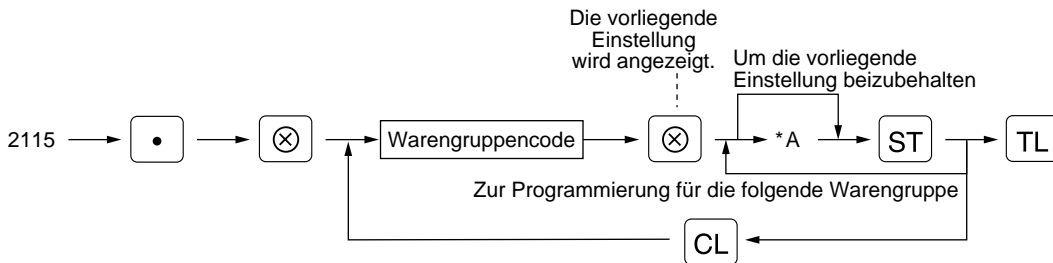 Die vorliegende
Einstellung
wird angezeigt.
Um die vorliegende
Einstellung beizubehalten
2115
•
⊗
Warengruppencode
⊗
*A
ST
TL
Zur Programmierung für die folgende Warengruppe
CL